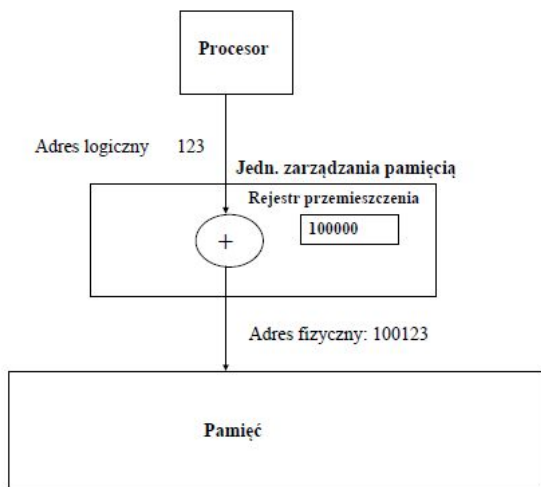 Procesor
Adres logiczny 123
Jedn. zarządzania pamięcią
Rejestr przemieszczenia
100000
+
Adres fizyczny: 100123
Pamięć